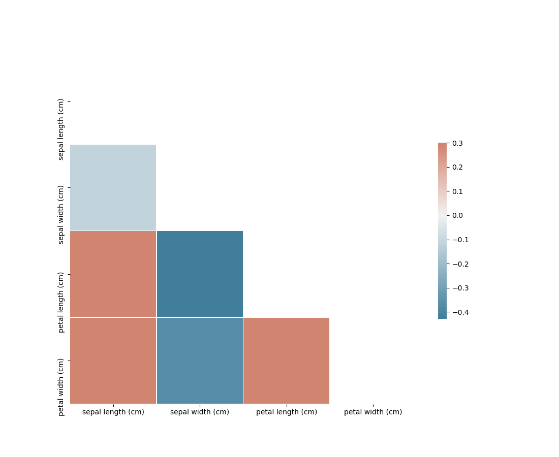 sepal length (cm)
sepal width (cm)
petal length (cm)
petal width (cm)
sepal length (cm)
sepal width (cm)
petal length (cm)
petal width (cm)
0.3
0.2
0.1
0.0
−0.1
−0.2
−0.3
−0.4